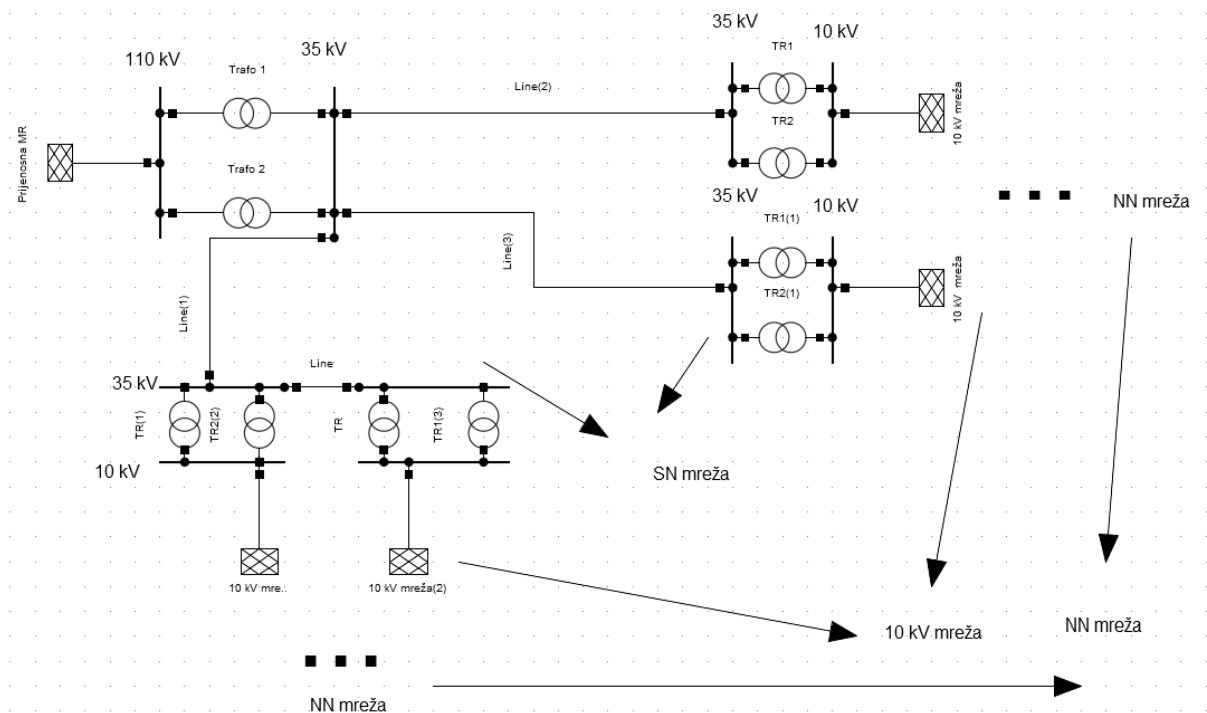 110 kV
35 kV
Trafo 1
Trafo 2
Prijenosna MR
Line(2)
Line(3)
Line(1)
35 kV
10 kV
TR1
TR2
10 kV mreža
35 kV
10 kV
TR1(1)
TR2(1)
10 kV mreža
NN mreža
35 kV
Line
TR(1)
TR2(2)
TR
TR1(3)
10 kV
SN mreža
10 kV mre..
10 kV mreža(2)
10 kV mreža
NN mreža
NN mreža